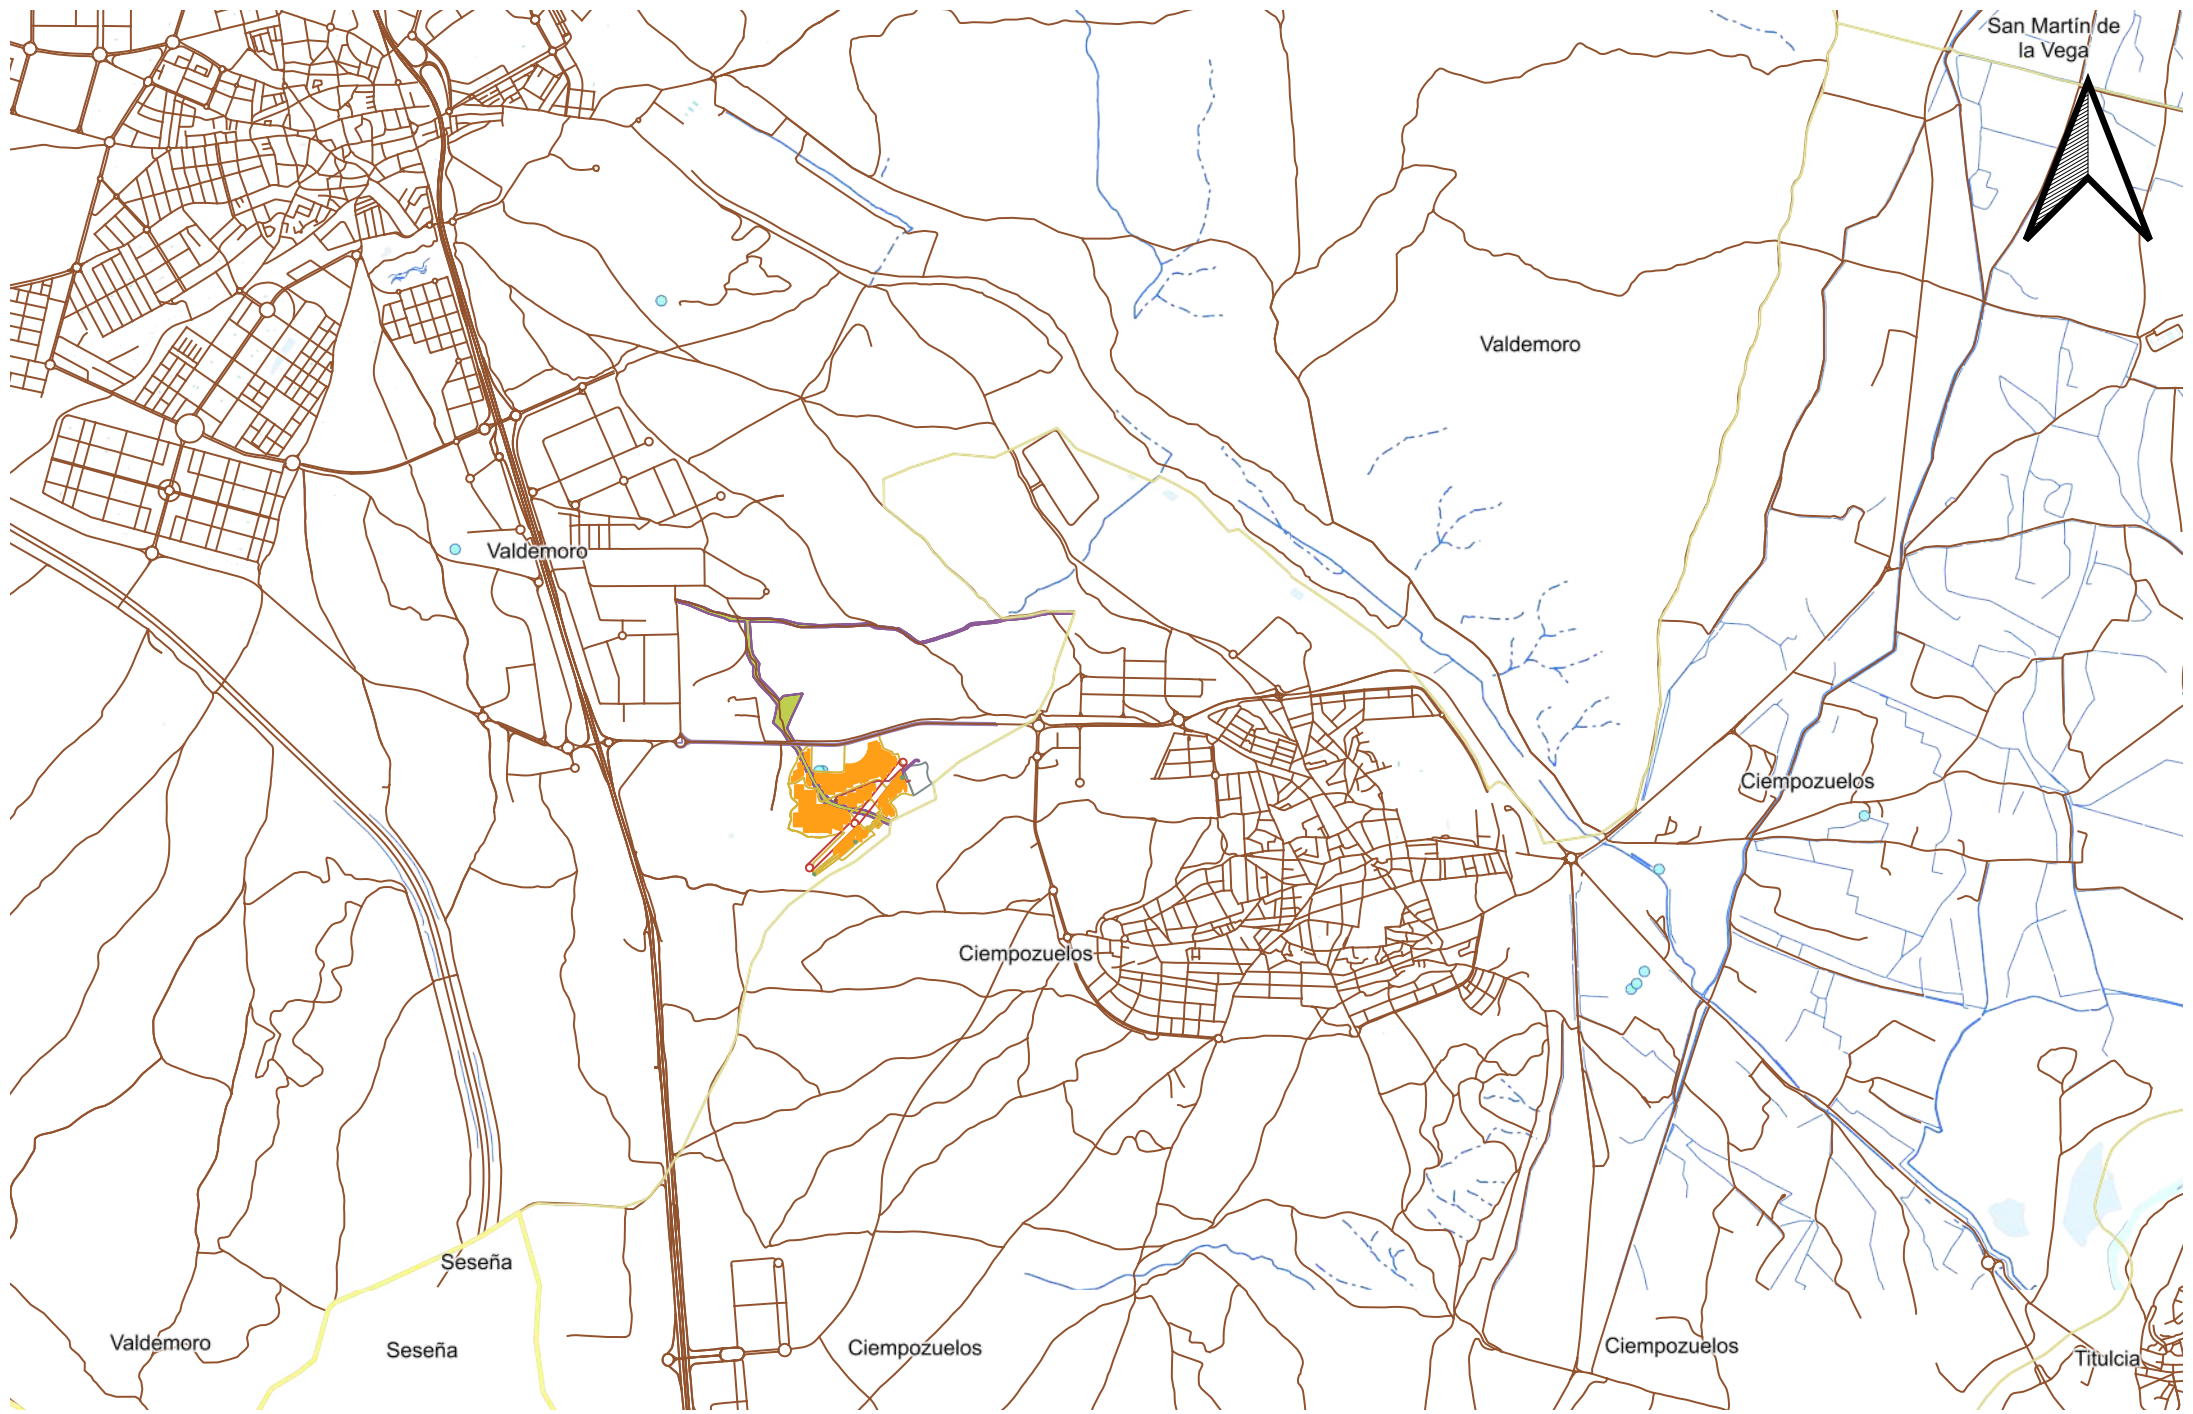 San Martín de
la Vega
Valdemoro
Valdemoro
Ciempozuelos
Ciempozuelos
Seseña
Valdemoro
Seseña
Ciempozuelos
Ciempozuelos
Titulcia